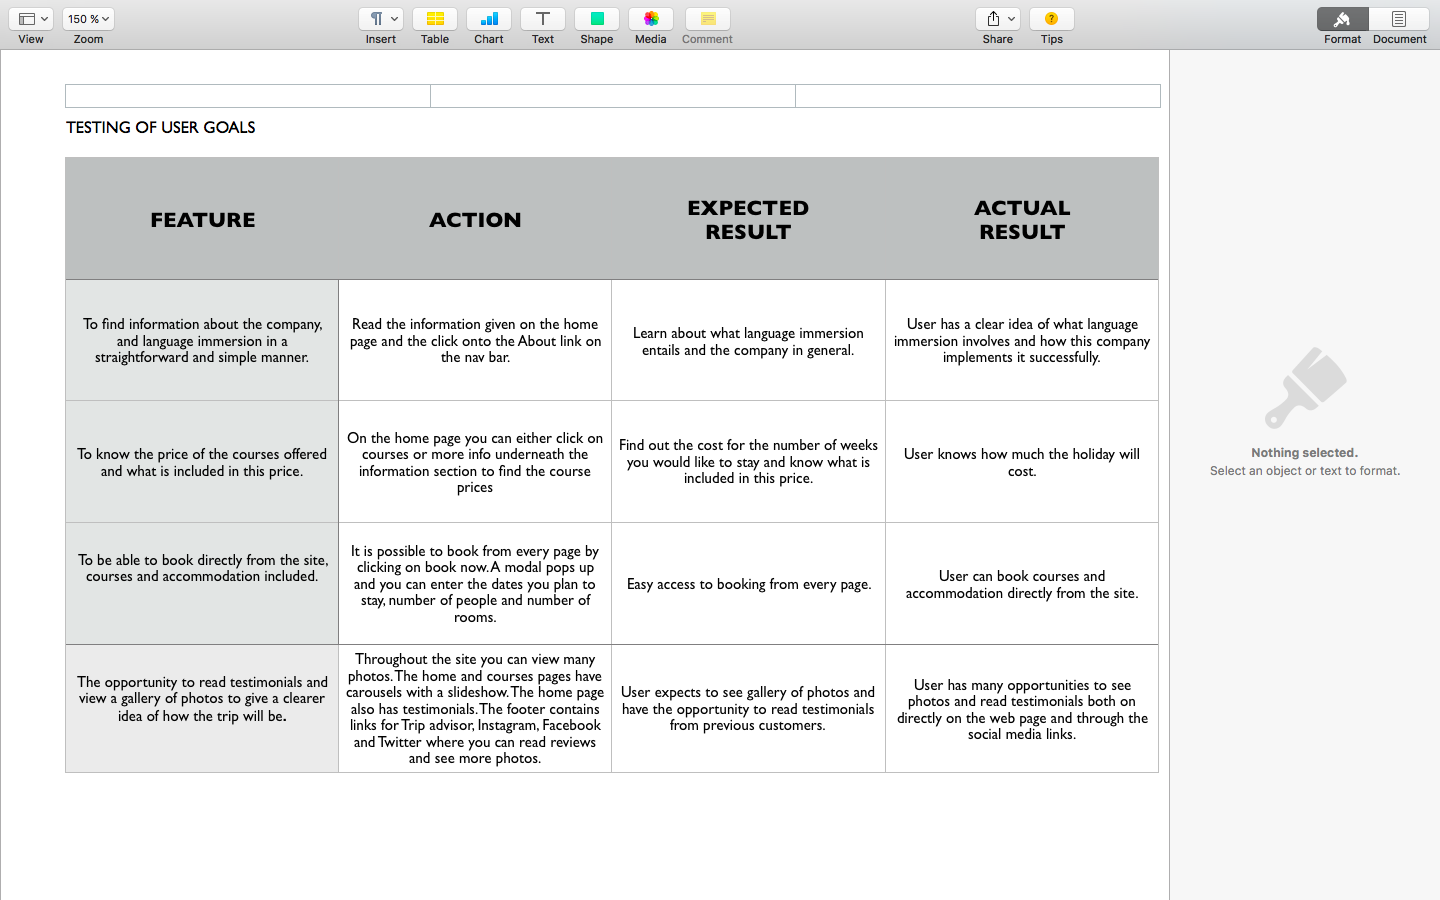 150 %
View
Zoom
Insert
Table
Chart
Text
Shape
Media
Comment
Share
Tips
Format
Document
TESTING OF USER GOALS
FEATURE
ACTION
EXPECTED
RESULT
ACTUAL
RESULT
To find information about the company,
and language immersion in a
straightforward and simple manner.
Read the information given on the home
page and the click onto the About link on
the nav bar.
Learn about what language immersion
entails and the company in general.
User has a clear idea of what language
immersion involves and how this company
implements it successfully.
To know the price of the courses offered
and what is included in this price.
On the home page you can either click on
courses or more info underneath the
information section to find the course
prices
Find out the cost for the number of weeks
you would like to stay and know what is
included in this price.
User knows how much the holiday will
cost.
To be able to book directly from the site,
courses and accommodation included.
It is possible to book from every page by
clicking on book now. A modal pops up
and you can enter the dates you plan to
stay, number of people and number of
rooms.
Easy access to booking from every page.
User can book courses and
accommodation directly from the site.
The opportunity to read testimonials and
view a gallery of photos to give a clearer
idea of how the trip will be.
Throughout the site you can view many
photos. The home and courses pages have
carousels with a slideshow. The home page
also has testimonials. The footer contains
links for Trip advisor, Instagram, Facebook
and Twitter where you can read reviews
and see more photos.
User expects to see gallery of photos and
have the opportunity to read testimonials
from previous customers.
User has many opportunities to see
photos and read testimonials both on
directly on the web page and through the
social media links.
Nothing selected.
Select an object or text to format.